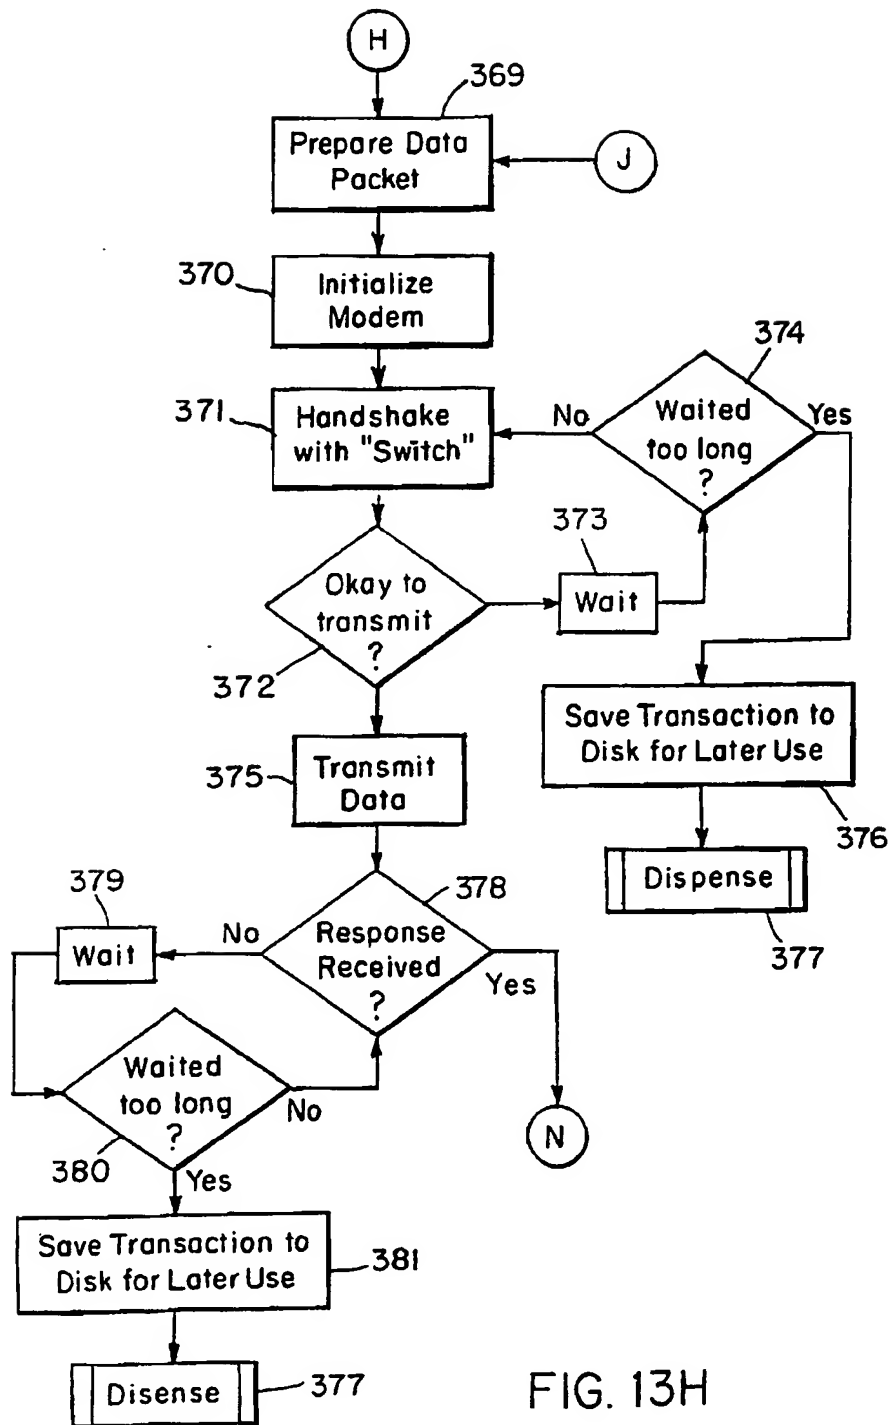 H
369
Prepare Data
Packet
J
370
Initialize
Modem
374
371
Handshake
with "Switch"
No
Waited
too long
?
Yes
373
Okay to
transmit
?
Wait
372
Save Transaction to
Disk for Later Use
375
Transmit
Data
376
379
378
Dispense
Wait
No
Response
Received
?
Yes
377
Waited
too long
?
No
N
380
Yes
Save Transaction to
Disk for Later Use
381
Disense
377
FIG. 13H